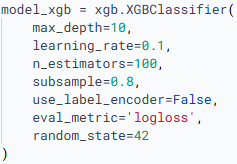 model_xgb = xgb.XGBClassifier(
    max_depth=10,
    learning_rate=0.1,
    n_estimators=100,
    subsample=0.8,
    use_label_encoder=False,
    eval_metric='logloss',
    random_state=42
)